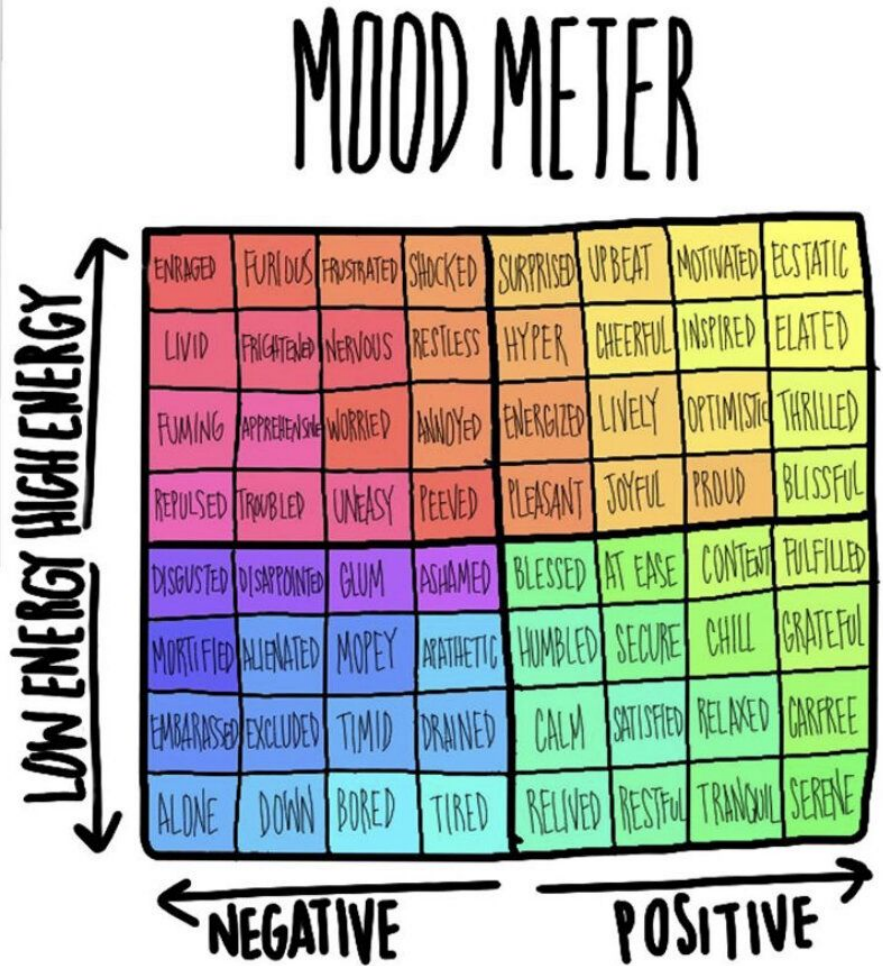 MOOD METER
HIGH ENERGY
LOW ENERGY
ENRAGED FURIOUS FRUSTRATED SHOCKED SURPRISED UPBEAT MOTIVATED ECSTATIC
LIVID FRIGHTENED NERVOUS RESTLESS HYPER CHEERFUL INSPIRED ELATED
FUMING APPREHENSIVE WORRIED ANNOYED ENERGIZED LIVELY OPTIMISTIC THRILLED
REPULSED TROUBLED UNEASY PEEVED PLEASANT JOYFUL PROUD BLISSFUL
DISGUSTED DISAPPOINTED GLUM ASHAMED BLESSED AT EASE CONTENT FULFILLED
MORTIFIED ALIENATED MOPEY APATHETIC HUMBLED SECURE CHILL GRATEFUL
EMBARASSED EXCLUDED TIMID DRAINED CALM SATISFIED RELAXED CARFREE
ALONE DOWN BORED TIRED RELIVED RESTFUL TRANQUIL SERENE
NEGATIVE POSITIVE